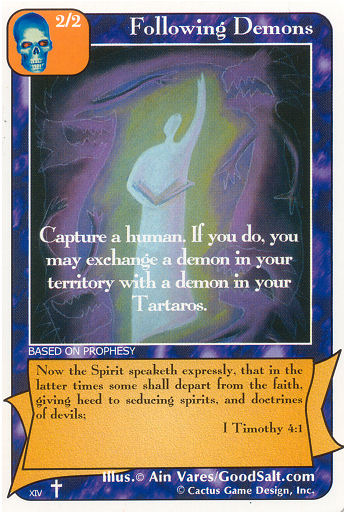 2/2
Following Demons
Capture a human. If you do, you
may exchange a demon in your
territory with a demon in your
Tartaros.
BASED ON PROPHESY
Now the Spirit speaketh expressly, that in the
latter times some shall depart from the faith,
giving heed to seducing spirits, and doctrines
of devils;
I Timothy 4:1
Illus.© Ain Vares/GoodSalt.com
XIV
© Cactus Game Design, Inc.